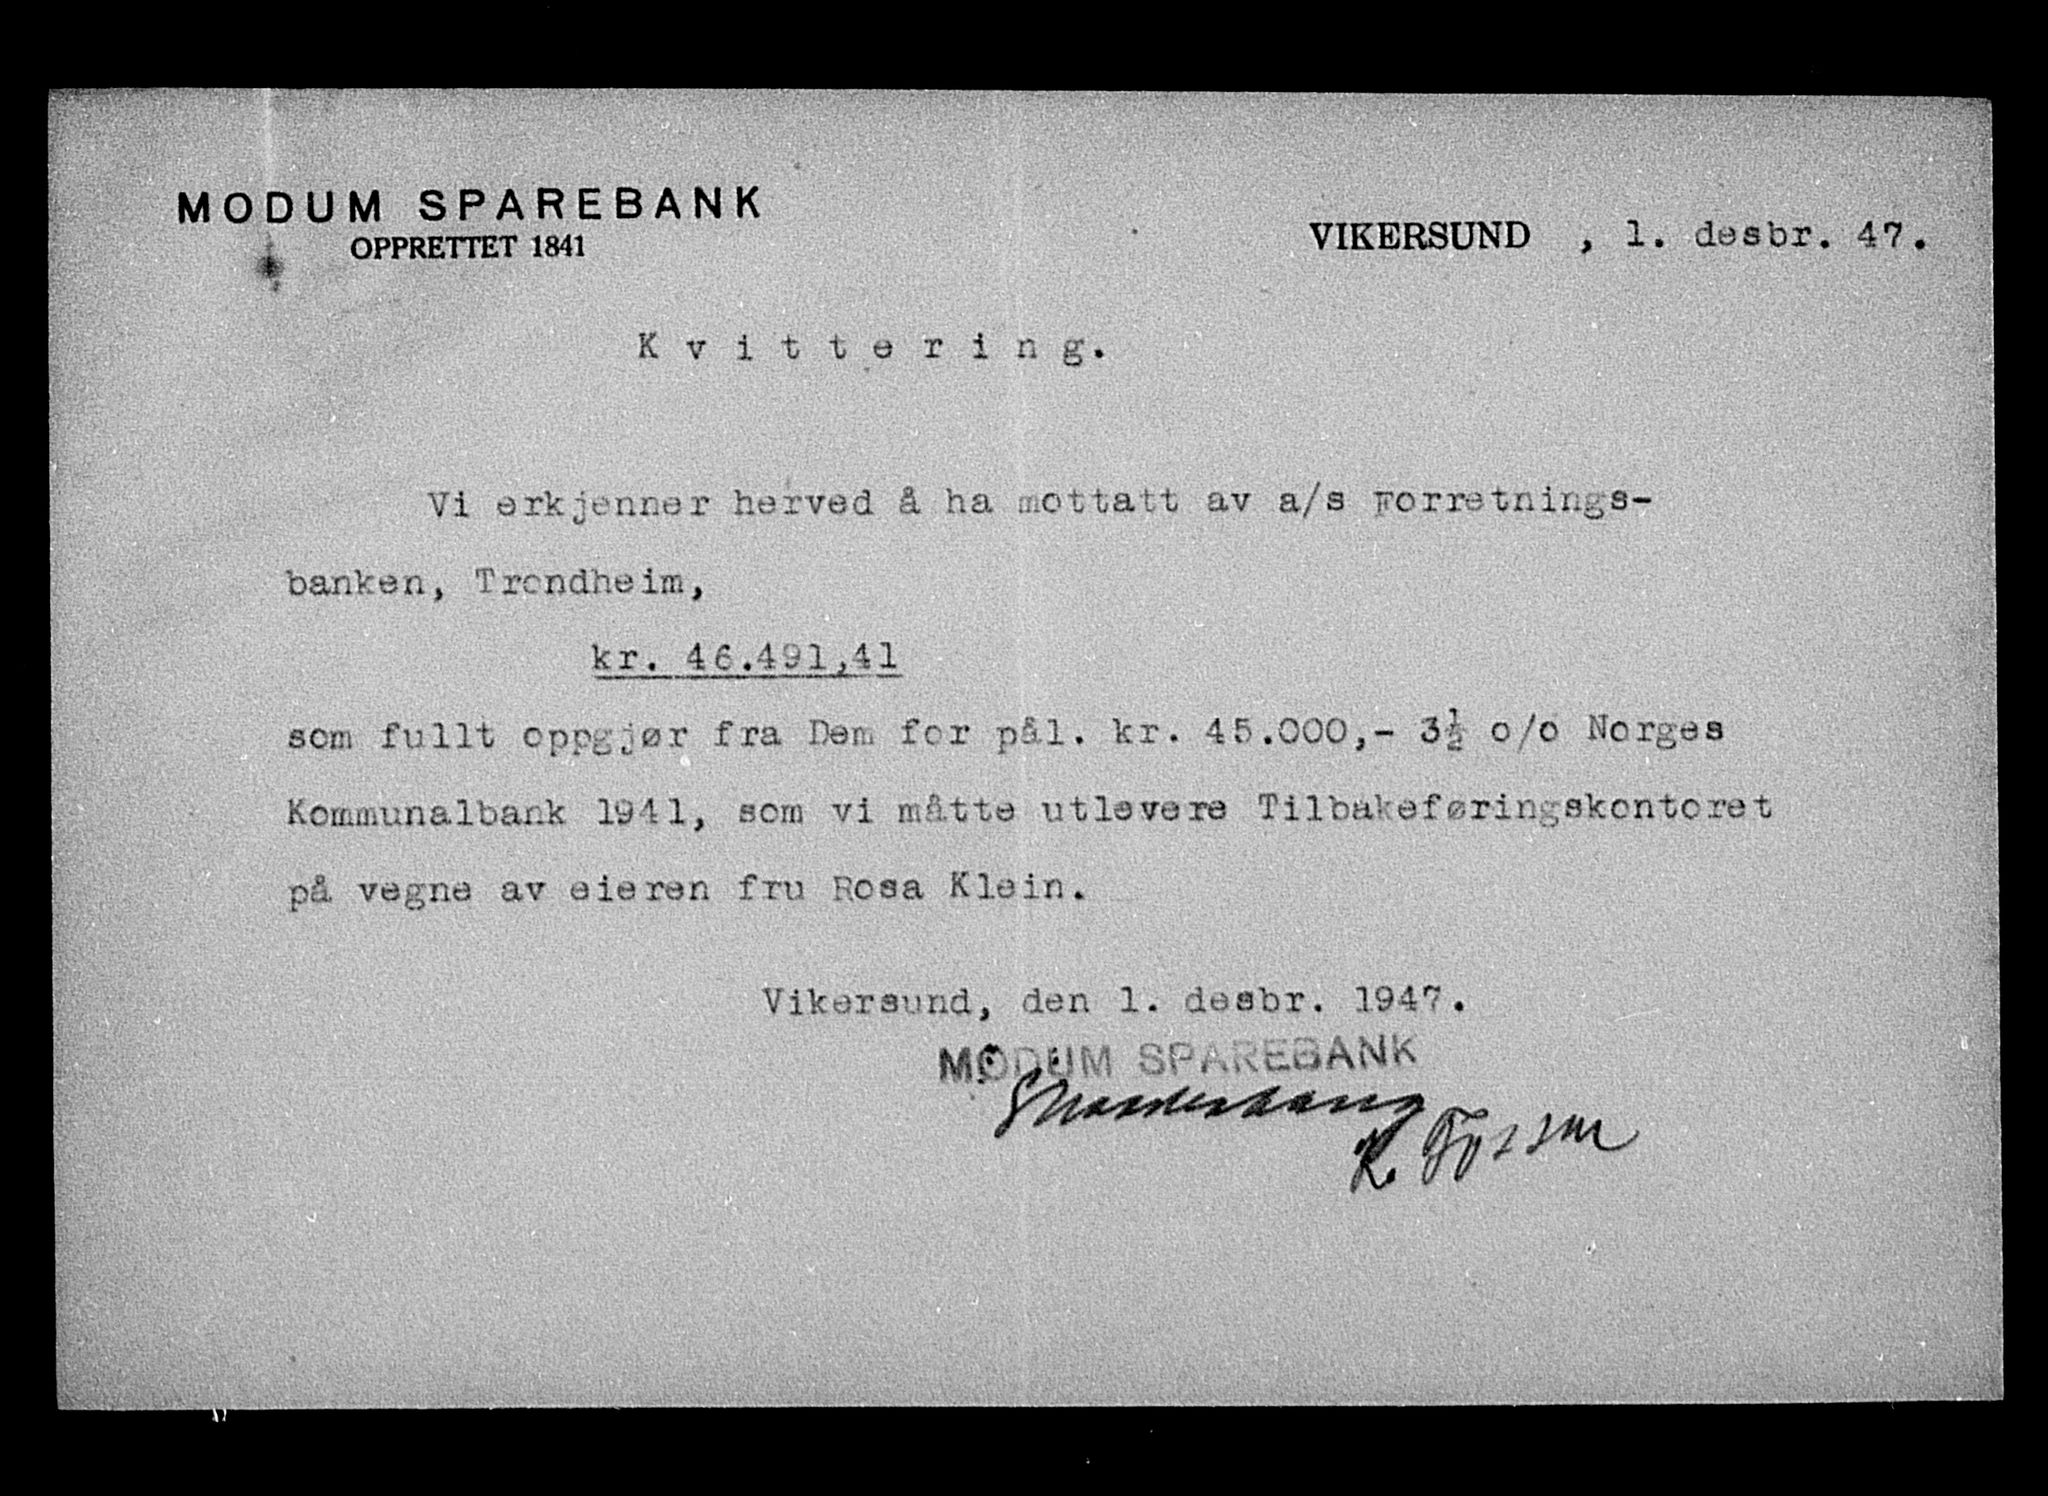 MODUM SPAREBANK
OPPRETTET 1841
VIKERSUND , 1. desbr. 47.
Kvittering.
Vi erkjenner herved å ha mottatt av a/s Forretnings-
banken, Trondheim,
kr. 46.491,41
som fullt oppgjør fra Dem for pål. kr. 45.000,- 3½ o/o Norges
Kommunalbank 1941, som vi måtte utlevere Tilbakeføringskontoret
på vegne av eieren fru Rosa Klein.
Vikersund, den 1. desbr. 1947.
MODUM SPAREBANK
K.